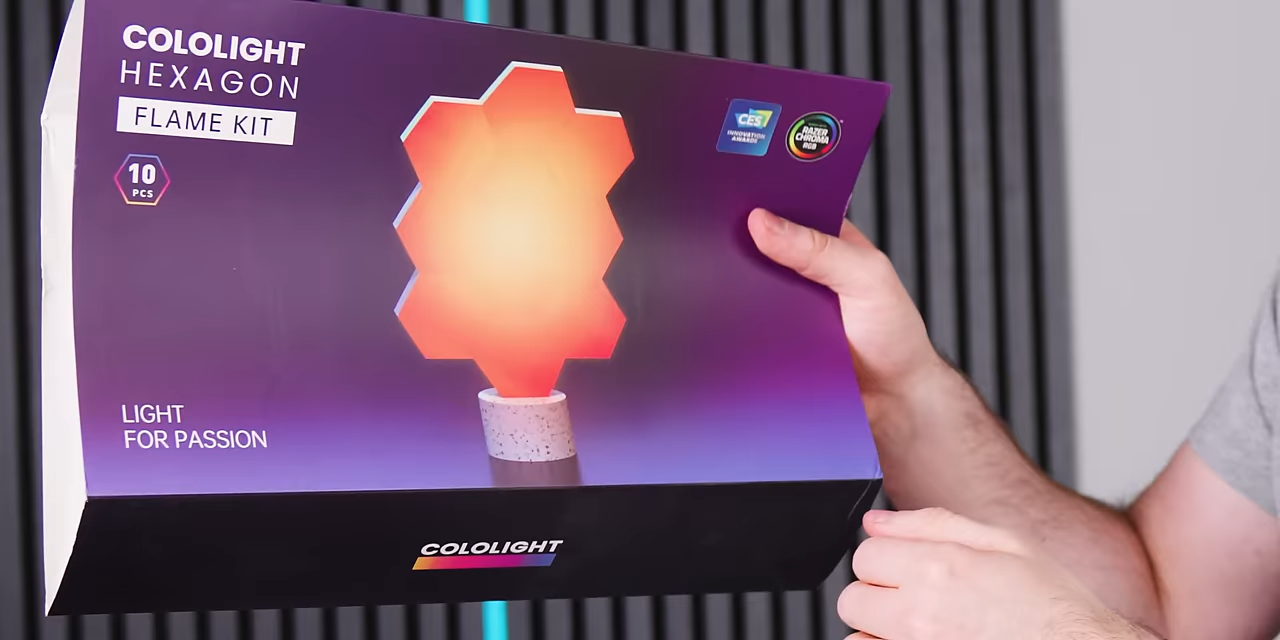 COLOLIGHT
HEXAGON
FLAME KIT
10
PCS
CES
INNOVATION
AWARDS
RAZER
CHROMA
RGB
LIGHT
FOR PASSION
COLOLIGHT